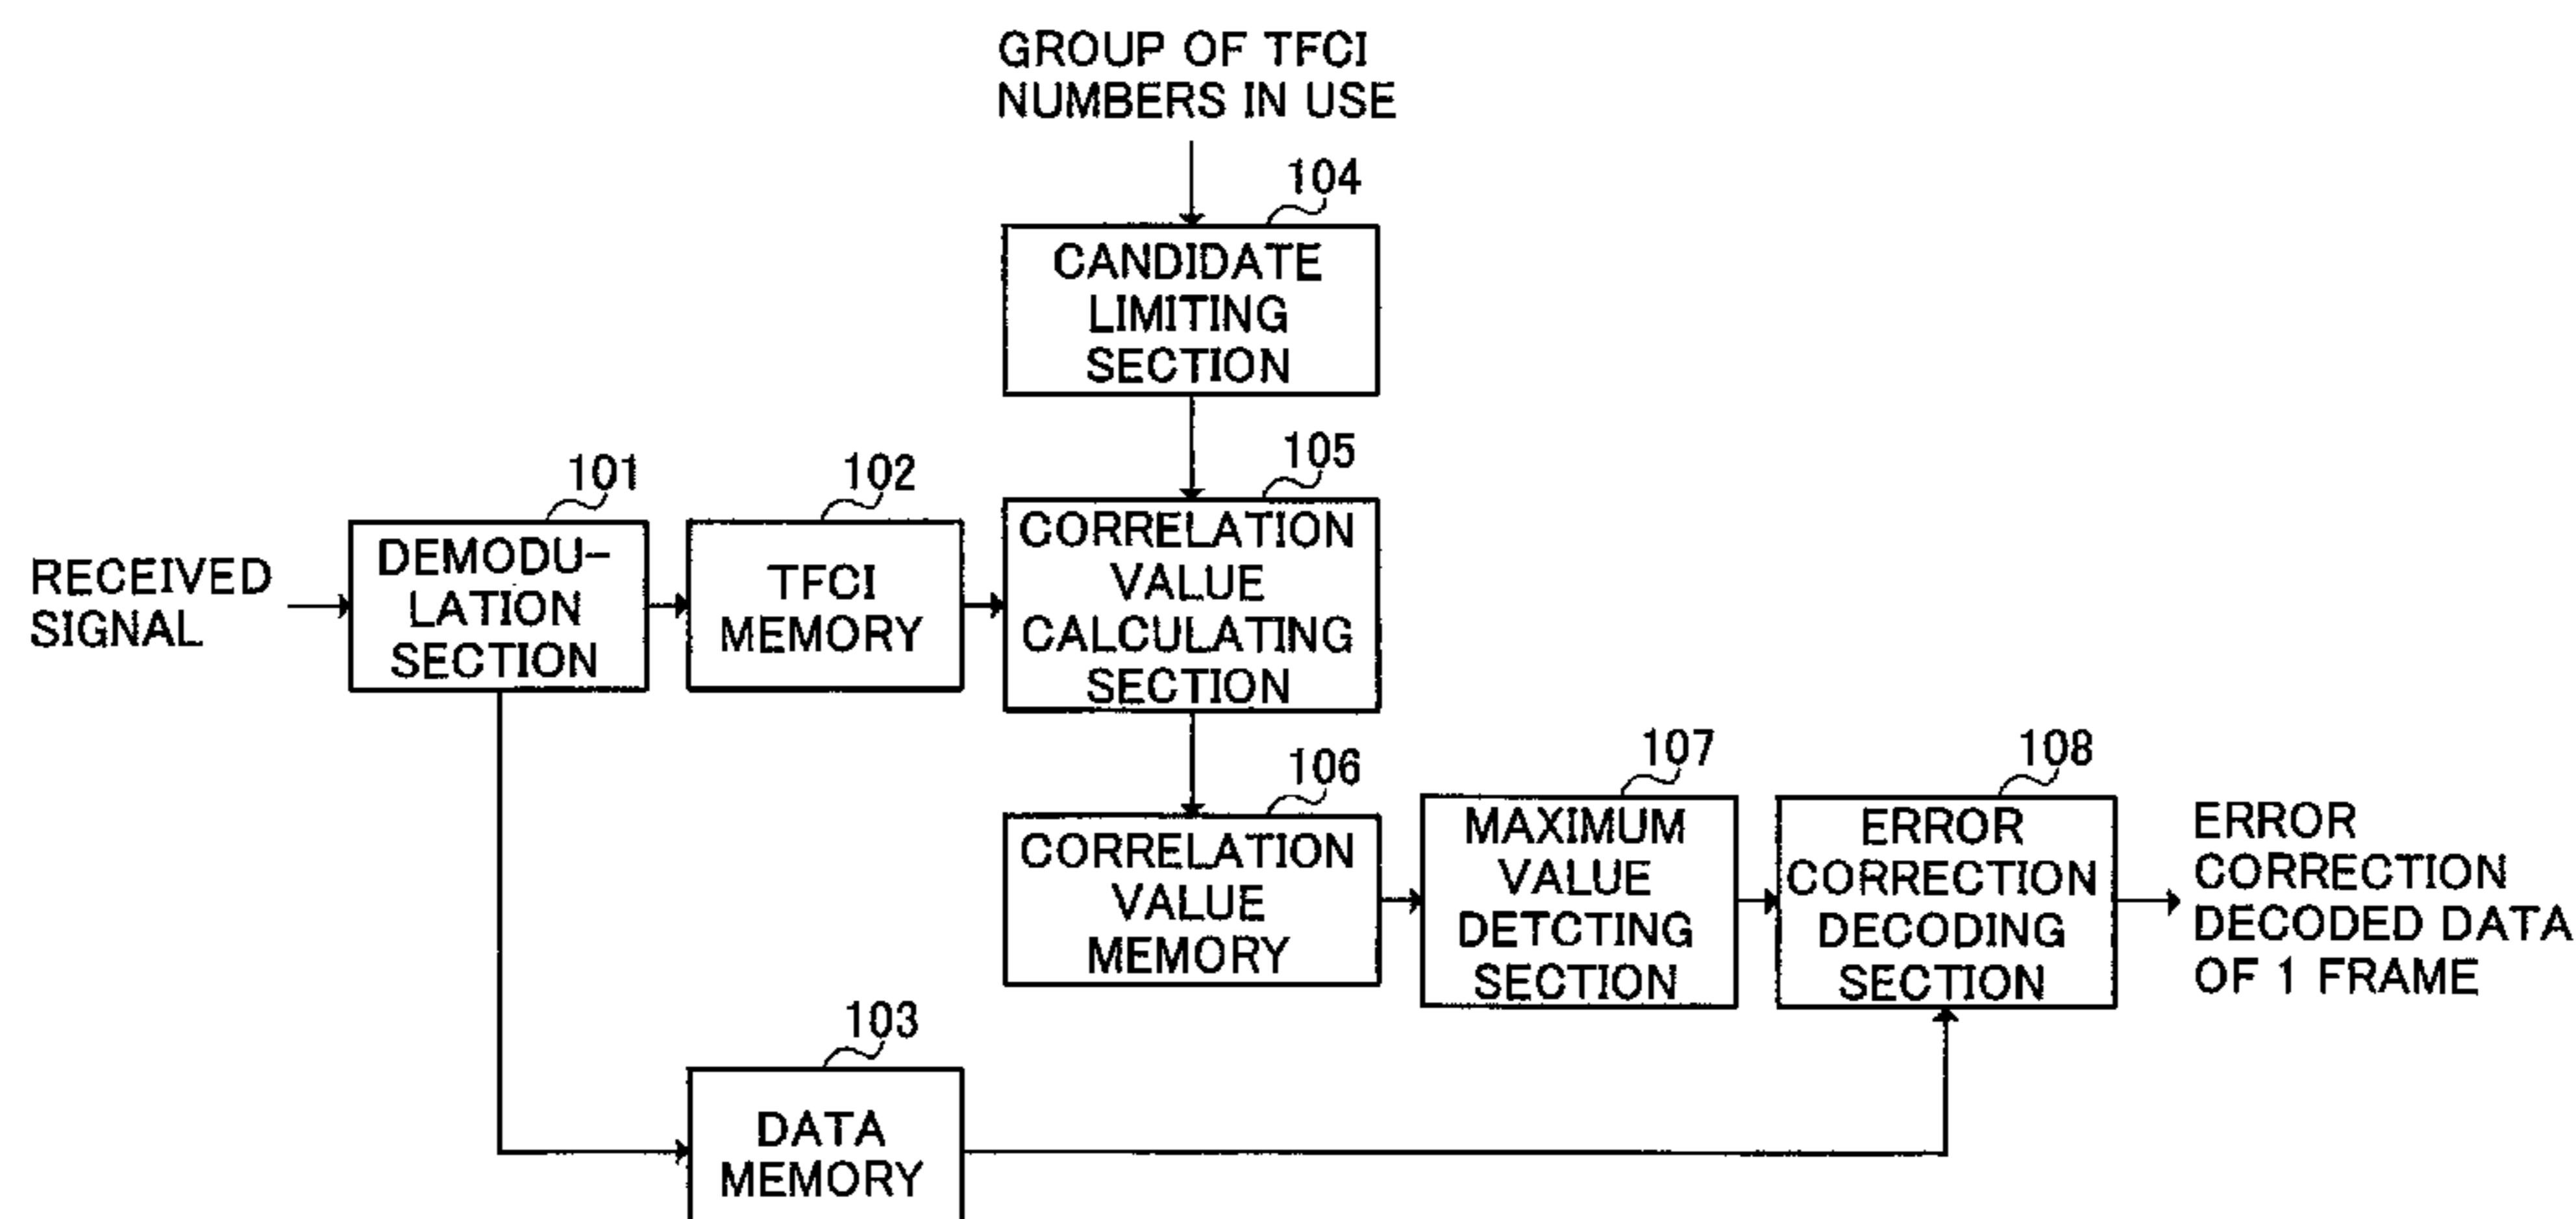 GROUP OF TFCI
NUMBERS IN USE
104
CANDIDATE
LIMITING
SECTION
101
102
105
RECEIVED
SIGNAL
DEMODU-
LATION
SECTION
TFCI
MEMORY
CORRELATION
VALUE
CALCULATING
SECTION
106
107
108
CORRELATION
VALUE
MEMORY
MAXIMUM
VALUE
DETCTING
SECTION
ERROR
CORRECTION
DECODING
SECTION
ERROR
CORRECTION
DECODED DATA
OF 1 FRAME
103
DATA
MEMORY